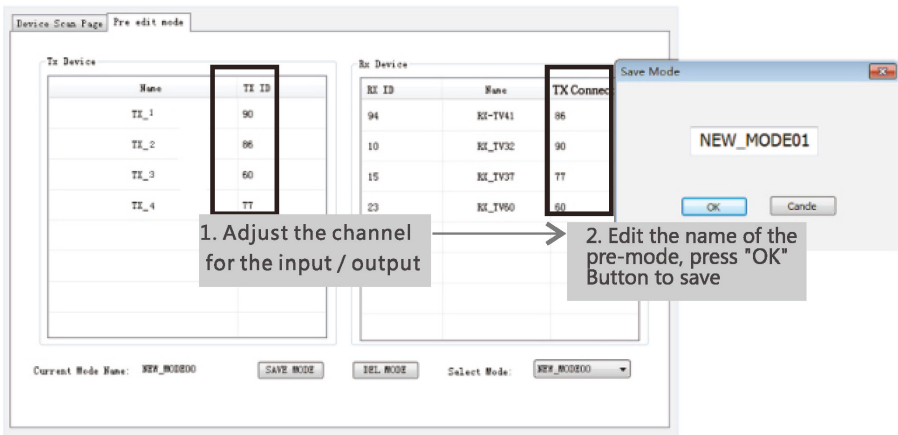 Device Scan Page Pre edit mode
Tx Device
Name TX ID
TX_1 90
TX_2 86
TX_3 60
TX_4 77
Rx Device
RX ID Name TX Connec
94 RX-TV41 86
10 RX_TV32 90
15 RX_TV37 77
23 RX_TV60 60
Save Mode
NEW_MODE01
OK Cande
1. Adjust the channel
for the input / output
2. Edit the name of the
pre-mode, press "OK"
Button to save
Current Mode Name: NEW_MODE00 SAVE MODE DEL MODE Select Mode: NEW_MODE00